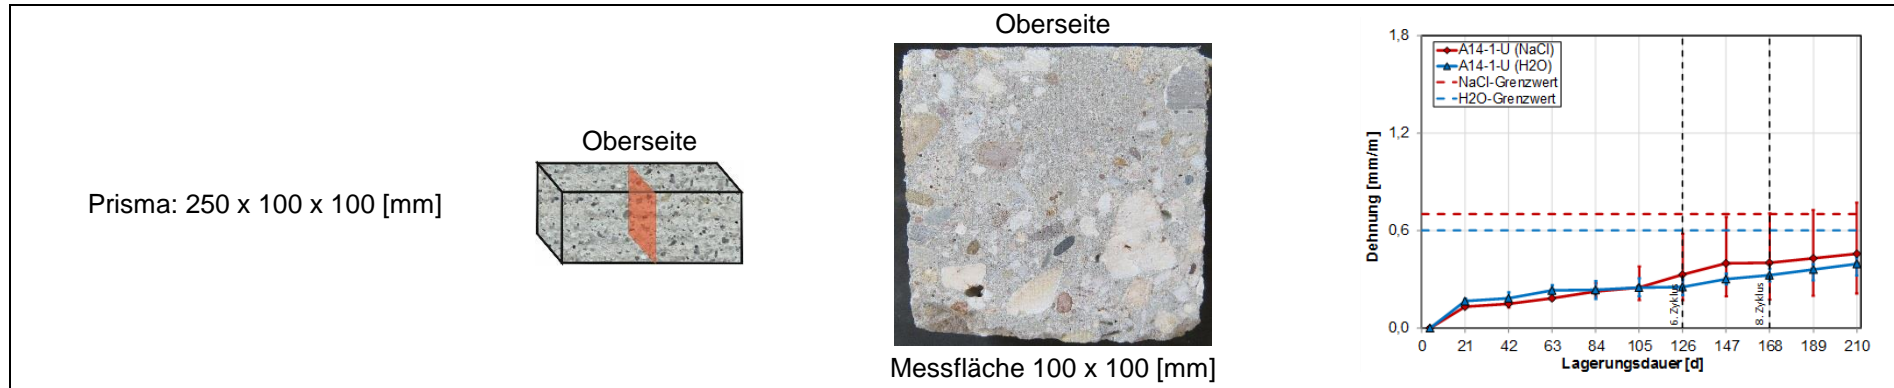 Prisma: 250 x 100 x 100 [mm]
Oberseite
Oberseite
Messfläche 100 x 100 [mm]
Dehnung [mm/m]
1,8
1,2
0,6
0,0
A14-1-U (NaCl)
A14-1-U (H2O)
NaCl-Grenzwert
H2O-Grenzwert
6. Zyklus
8. Zyklus
0 21 42 63 84 105 126 147 168 189 210
Lagerungsdauer [d]